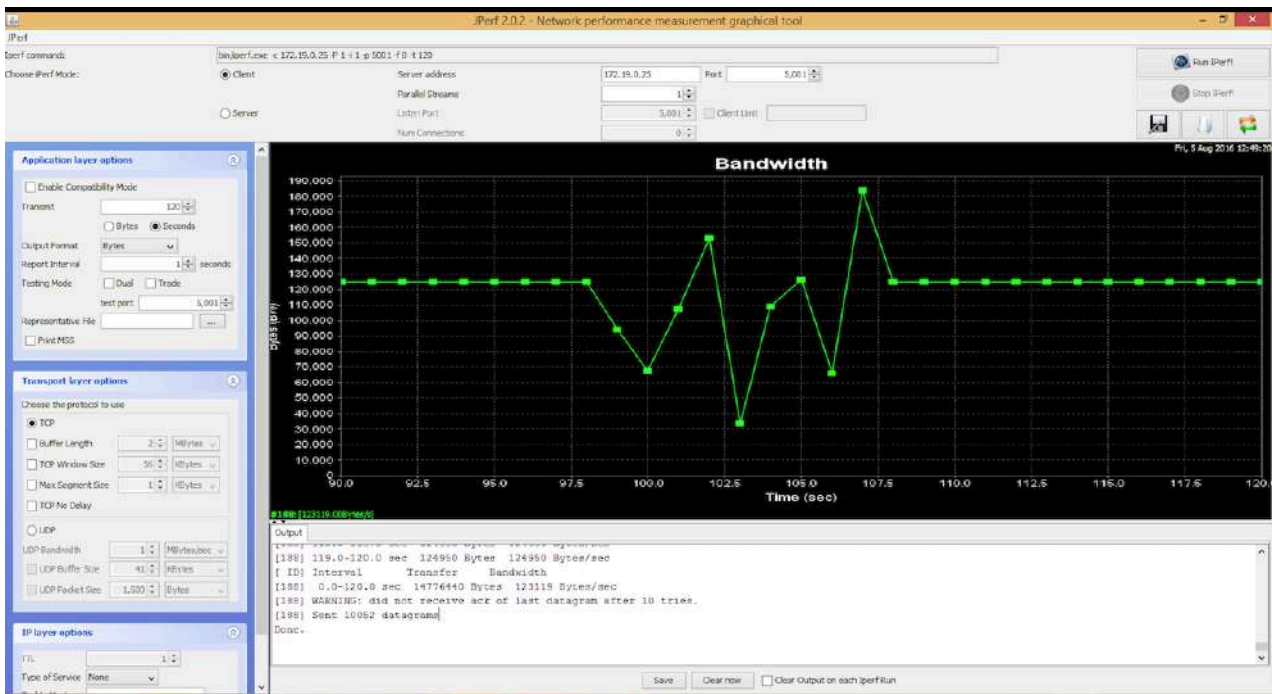 JPerf 2.0.2 - Network performance measurement graphical tool
JPerf
Iperf command:
bin/iperf.exe -c 172.19.0.25 -P 1 -i 1 -p 5001 -f B -t 120
Choose iPerf Mode:
Client
Server address
172.19.0.25
Port
5,001
Parallel Streams
1
Server
Listen Port
5,001
Client Limit
Num Connections
0
Run IPerf!
Stop IPerf!
Fri, 5 Aug 2016 12:49:20
Application layer options
Enable Compatibility Mode
Transmit
120
Bytes
Seconds
Output Format
Bytes
Report Interval
1
seconds
Testing Mode
Dual
Trade
test port
5,001
Representative File
...
Print MSS
Transport layer options
Choose the protocol to use
TCP
Buffer Length
2
MBytes
TCP Window Size
56
KBytes
Max Segment Size
1
KBytes
TCP No Delay
UDP
UDP Bandwidth
1
MBytes/sec
UDP Buffer Size
41
KBytes
UDP Packet Size
1,500
Bytes
IP layer options
TTL
1
Type of Service
None
Bandwidth
190,000
180,000
170,000
160,000
150,000
140,000
130,000
120,000
110,000
100,000
90,000
80,000
70,000
60,000
50,000
40,000
30,000
20,000
10,000
0
90.0 92.5 95.0 97.5 100.0 102.5 105.0 107.5 110.0 112.5 115.0 117.5 120.
Time (sec)
#188: [123119.00Bytes/s]
Output
[188] 119.0-120.0 sec 124950 Bytes 124950 Bytes/sec
[ ID] Interval Transfer Bandwidth
[188] 0.0-120.0 sec 14776440 Bytes 123119 Bytes/sec
[188] WARNING: did not receive ack of last datagram after 10 tries.
[188] Sent 10052 datagrams
Done.
Save
Clear now
Clear Output on each Iperf Run